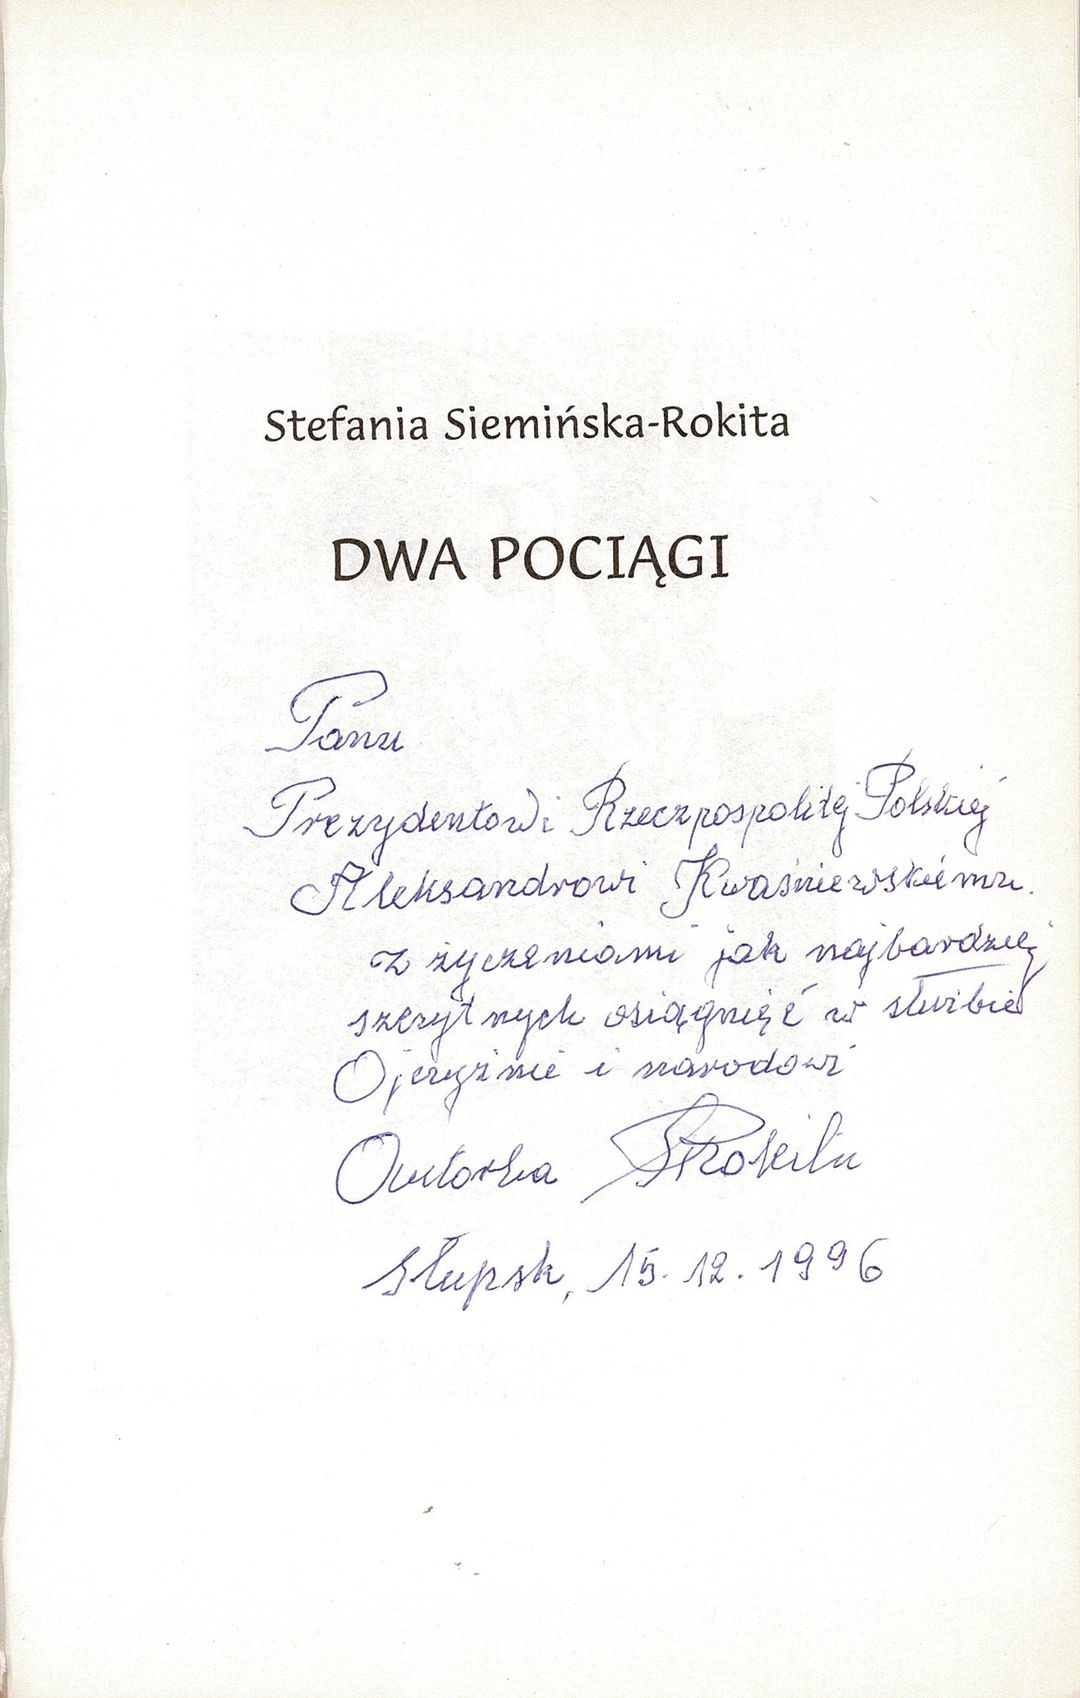 Stefania Siemińska-Rokita
DWA POCIĄGI
Panu
Prezydentowi Rzeczpospolitej Polskiej
Aleksandrowi Kwaśniewskiemu.
z życzeniami jak najbardziej
szczytnych osiągnięć w służbie
Ojczyźnie i narodowi
Autorka SRokita
Słupsk, 15.12.1996